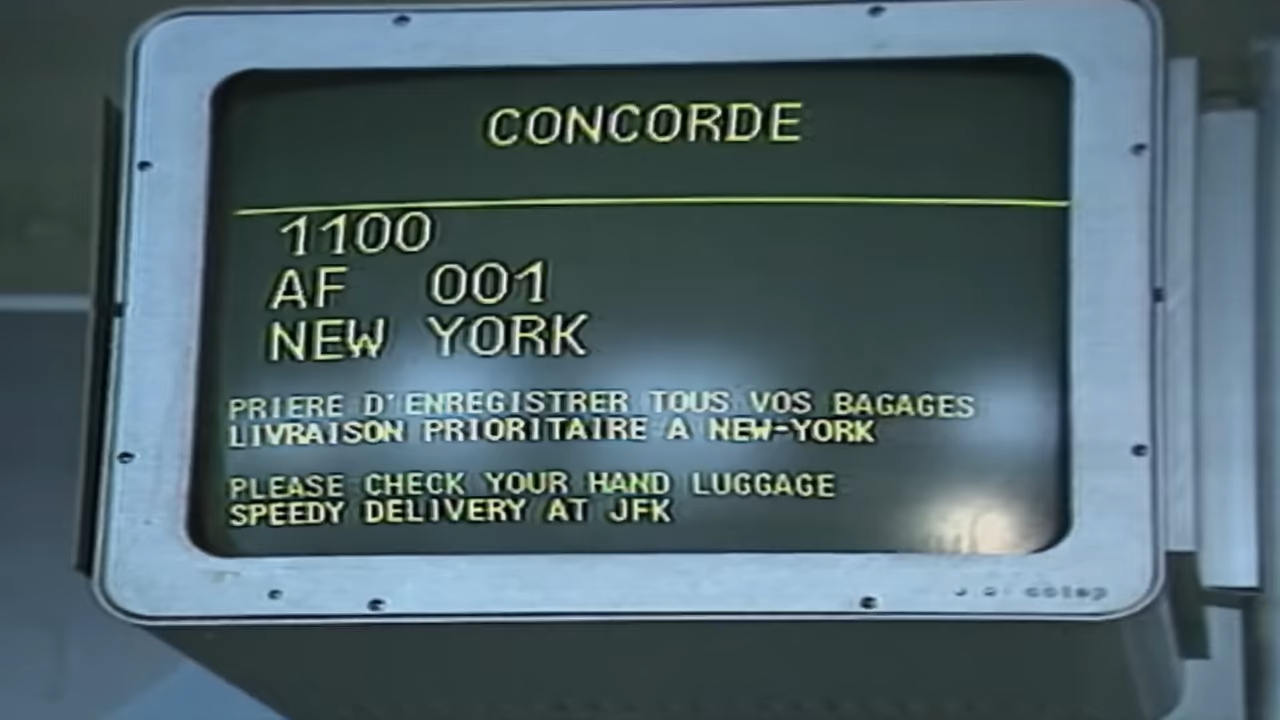 CONCORDE
1100
AF 001
NEW YORK
PRIERE D'ENREGISTRER TOUS VOS BAGAGES
LIVRAISON PRIORITAIRE A NEW-YORK
PLEASE CHECK YOUR HAND LUGGAGE
SPEEDY DELIVERY AT JFK